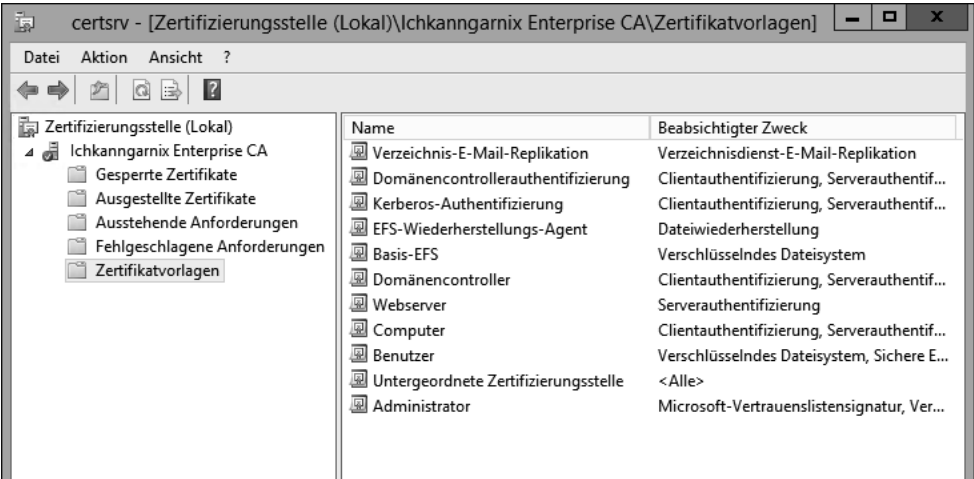 certsrv - [Zertifizierungsstelle (Lokal)\Ichkanngarnix Enterprise CA\Zertifikatvorlagen]
Datei Aktion Ansicht ?
Zertifizierungsstelle (Lokal)
Ichkanngarnix Enterprise CA
Gesperrte Zertifikate
Ausgestellte Zertifikate
Ausstehende Anforderungen
Fehlgeschlagene Anforderungen
Zertifikatvorlagen
Name Beabsichtigter Zweck
Verzeichnis-E-Mail-Replikation Verzeichnisdienst-E-Mail-Replikation
Domänencontrollerauthentifizierung Clientauthentifizierung, Serverauthentif...
Kerberos-Authentifizierung Clientauthentifizierung, Serverauthentif...
EFS-Wiederherstellungs-Agent Dateiwiederherstellung
Basis-EFS Verschlüsselndes Dateisystem
Domänencontroller Clientauthentifizierung, Serverauthentif...
Webserver Serverauthentifizierung
Computer Clientauthentifizierung, Serverauthentif...
Benutzer Verschlüsselndes Dateisystem, Sichere E...
Untergeordnete Zertifizierungsstelle <Alle>
Administrator Microsoft-Vertrauenslistensignatur, Ver...